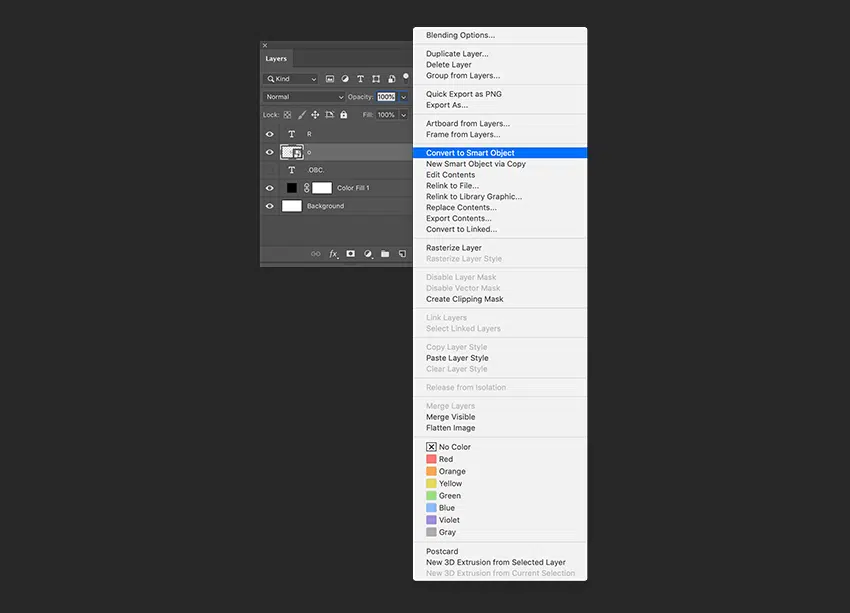 Layers
Kind
Normal Opacity: 100%
Lock: Fill: 100%
T R
o
T .OBC.
Color Fill 1
Background
fx
Blending Options...
Duplicate Layer...
Delete Layer
Group from Layers...
Quick Export as PNG
Export As...
Artboard from Layers...
Frame from Layers...
Convert to Smart Object
New Smart Object via Copy
Edit Contents
Relink to File...
Relink to Library Graphic...
Replace Contents...
Export Contents...
Convert to Linked...
Rasterize Layer
Rasterize Layer Style
Disable Layer Mask
Disable Vector Mask
Create Clipping Mask
Link Layers
Select Linked Layers
Copy Layer Style
Paste Layer Style
Clear Layer Style
Release from Isolation
Merge Layers
Merge Visible
Flatten Image
No Color
Red
Orange
Yellow
Green
Blue
Violet
Gray
Postcard
New 3D Extrusion from Selected Layer
New 3D Extrusion from Current Selection